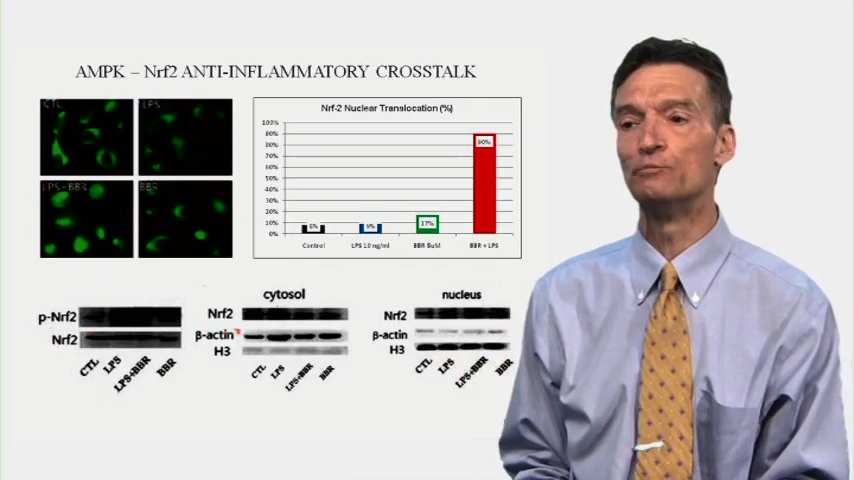 AMPK – Nrf2 ANTI-INFLAMMATORY CROSSTALK
CTL
LPS
LPS+BBR
BBR
Nrf-2 Nuclear Translocation (%)
100%
90%
80%
70%
60%
50%
40%
30%
20%
10%
0%
8%
9%
17%
90%
Control
LPS 10 ng/ml
BBR 5uM
BBR + LPS
p-Nrf2
Nrf2
CTL
LPS
LPS+BBR
BBR
cytosol
Nrf2
β-actin
H3
CTL
LPS
LPS+BBR
BBR
nucleus
Nrf2
β-actin
H3
CTL
LPS
LPS+BBR
BBR